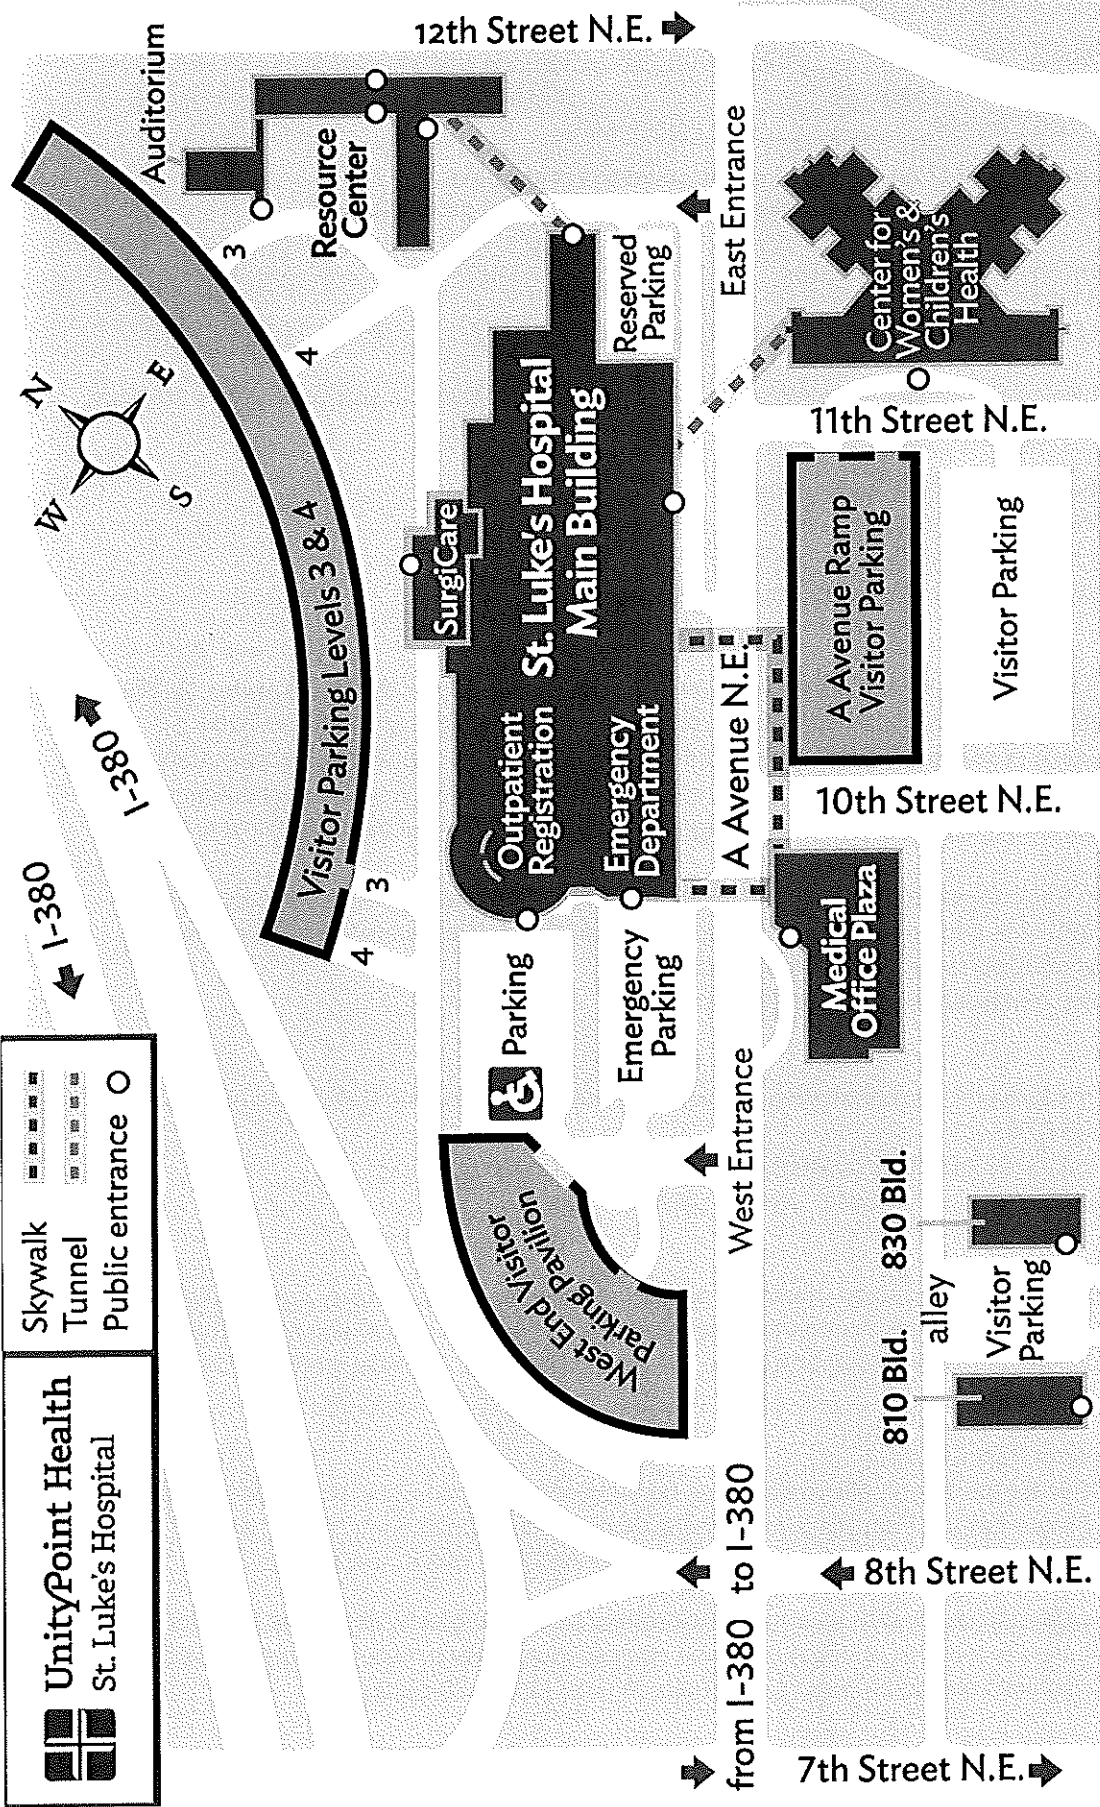 UnityPoint Health
St. Luke's Hospital
Skywalk
Tunnel
Public entrance
I-380
I-380
N
E
S
W
Visitor Parking Levels 3 & 4
4
3
4
3
Auditorium
Resource
Center
12th Street N.E.
SurgiCare
Outpatient
Registration
St. Luke's Hospital
Main Building
Emergency
Department
Reserved
Parking
Parking
Emergency
Parking
West End Visitor
Parking Pavilion
West Entrance
A Avenue N.E.
East Entrance
from I-380
to I-380
7th Street N.E.
8th Street N.E.
810 Bld.
830 Bld.
alley
Visitor
Parking
Medical
Office Plaza
10th Street N.E.
A Avenue Ramp
Visitor Parking
Visitor Parking
11th Street N.E.
Center for
Women's &
Children's
Health